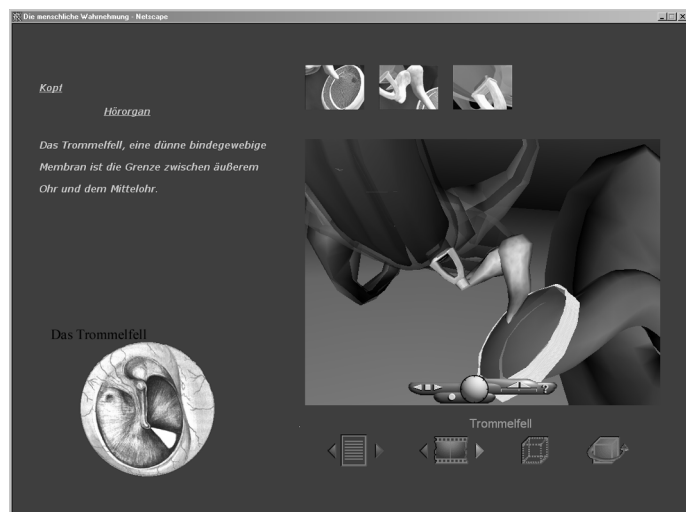 Die menschliche Wahrnehmung - Netscape
Kopf
Hörorgan
Das Trommelfell, eine dünne bindegewebige
Membran ist die Grenze zwischen äußerem
Ohr und dem Mittelohr.
Das Trommelfell
Trommelfell
?